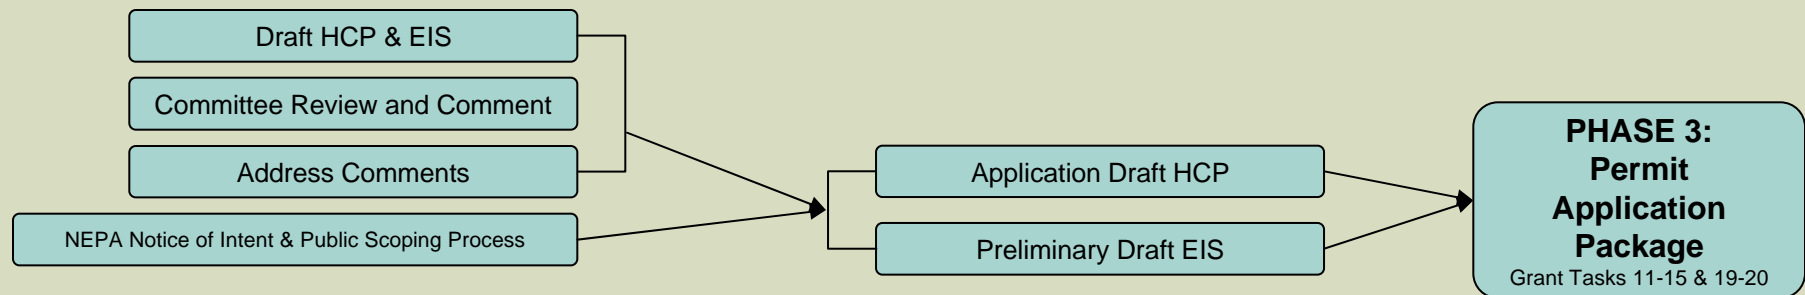 Draft HCP & EIS
Committee Review and Comment
Address Comments
NEPA Notice of Intent & Public Scoping Process
Application Draft HCP
Preliminary Draft EIS
PHASE 3:
Permit
Application
Package
Grant Tasks 11-15 & 19-20